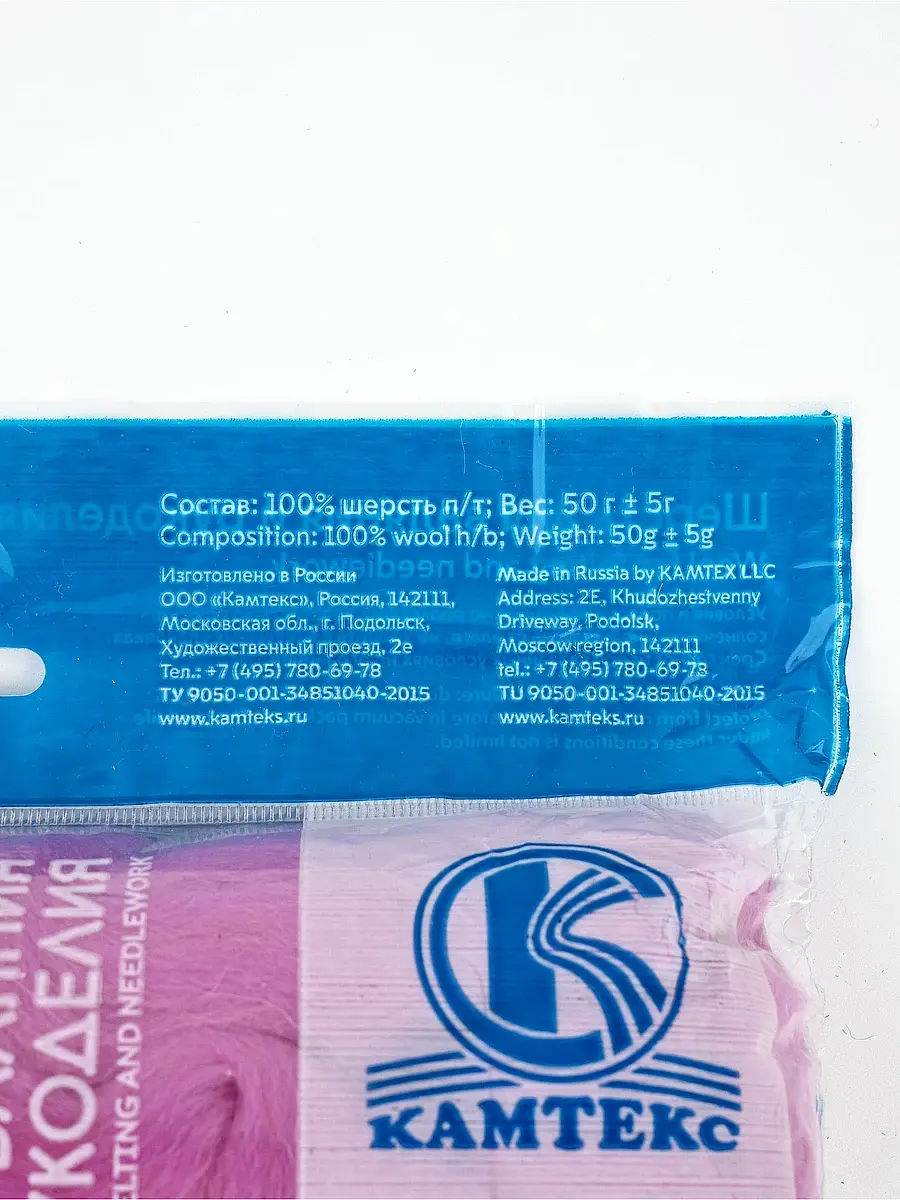 Состав: 100% шерсть п/т; Вес: 50 г ± 5г
Composition: 100% wool h/b; Weight: 50g ± 5g
Изготовлено в России
ООО «Камтекс», Россия, 142111,
Московская обл., г. Подольск,
Художественный проезд, 2е
Тел.: +7 (495) 780-69-78
ТУ 9050-001-34851040-2015
www.kamteks.ru
Made in Russia by KAMTEX LLC
Address: 2E, Khudozhestvenny
Driveway, Podolsk,
Moscow region, 142111
tel.: +7 (495) 780-69-78
TU 9050-001-34851040-2015
www.kamteks.ru
КАМТЕКс
AND NEEDLEWORK